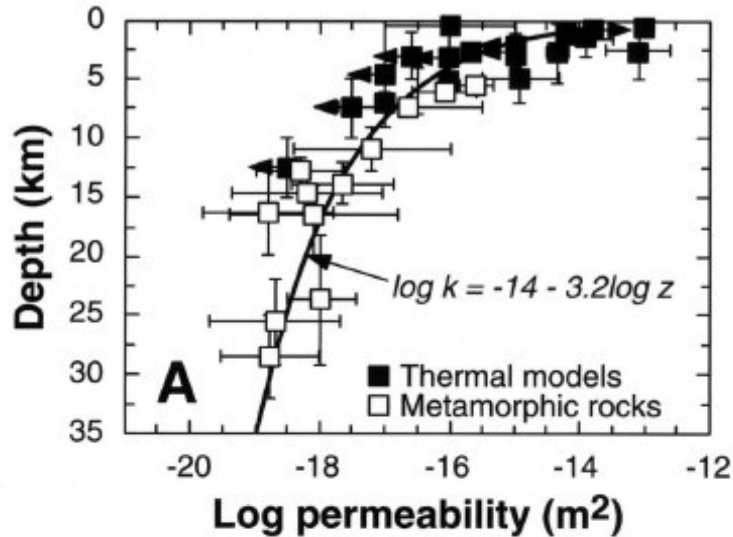 0
5
10
15
20
25
30
35
Depth (km)
log k = -14 - 3.2log z
A
Thermal models
Metamorphic rocks
-20 -18 -16 -14 -12
Log permeability (m²)